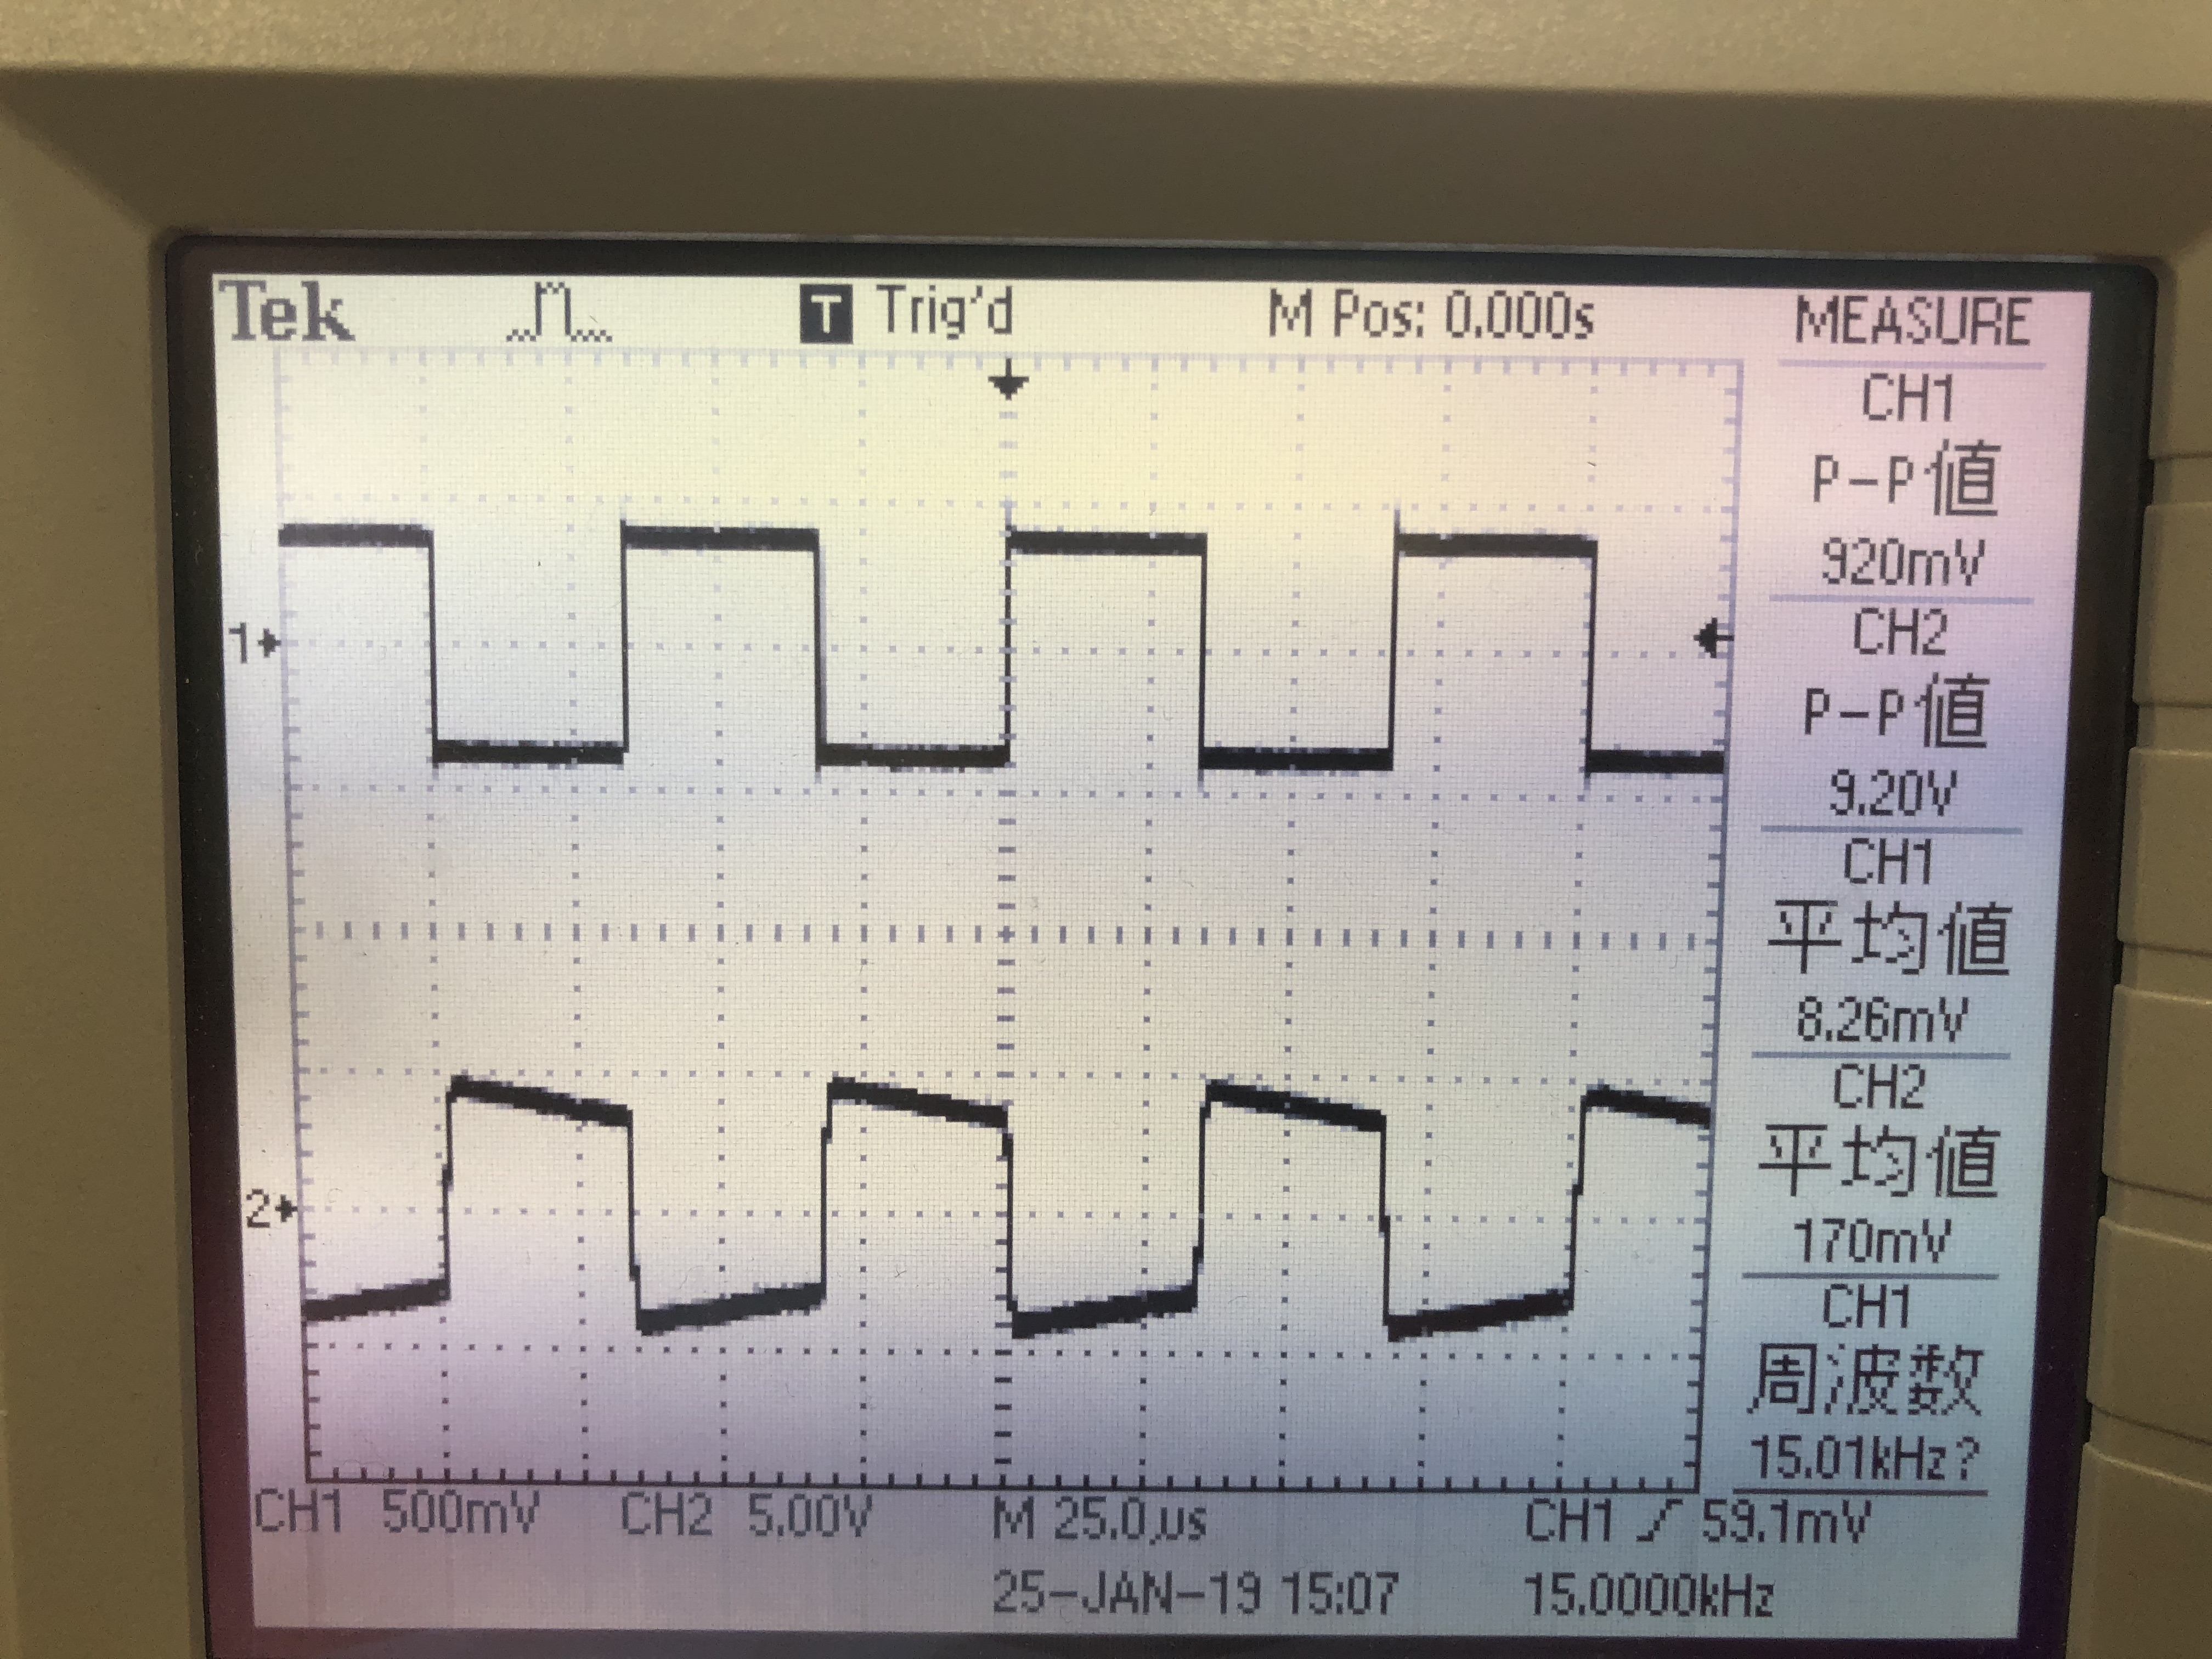 Tek T Trig'd M Pos: 0.000s MEASURE
CH1
P-P値
920mV
CH2
P-P値
9.20V
CH1
平均値
8.26mV
CH2
平均値
170mV
CH1
周波数
15.01kHz?
1
2
CH1 500mV CH2 5.00V M 25.0µs CH1 59.1mV
25-JAN-19 15:07 15.0000kHz